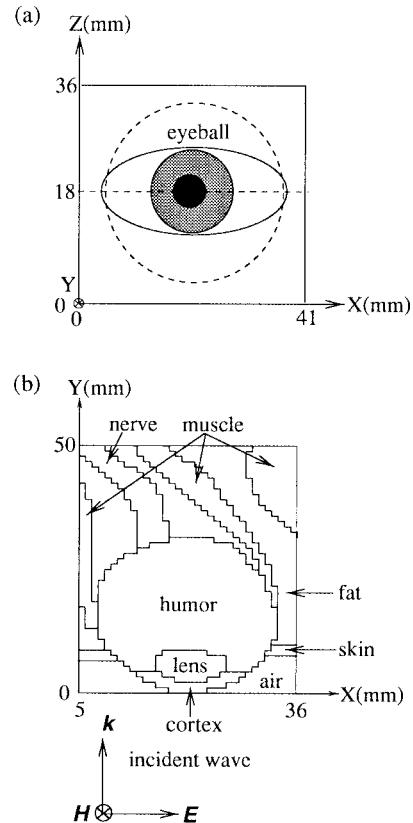 (a)
Z(mm)
36
eyeball
18
Y
0
0
41
X(mm)
(b)
Y(mm)
50
nerve
muscle
humor
fat
skin
lens
air
0
5
36
X(mm)
cortex
k
incident wave
H
E